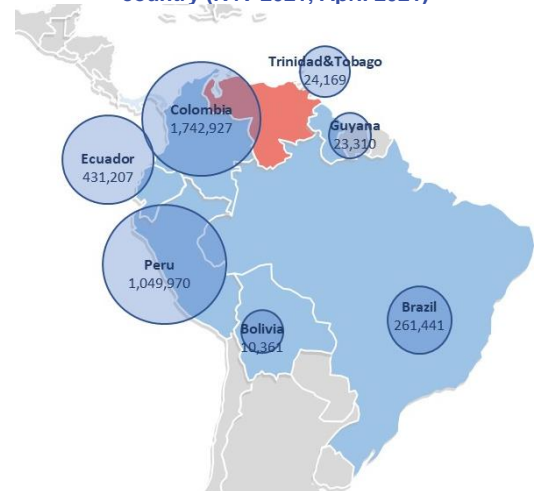 Trinidad&Tobago
24,169
Colombia
1,742,927
Guyana
23,310
Ecuador
431,207
Peru
1,049,970
Brazil
261,441
Bolivia
10,361